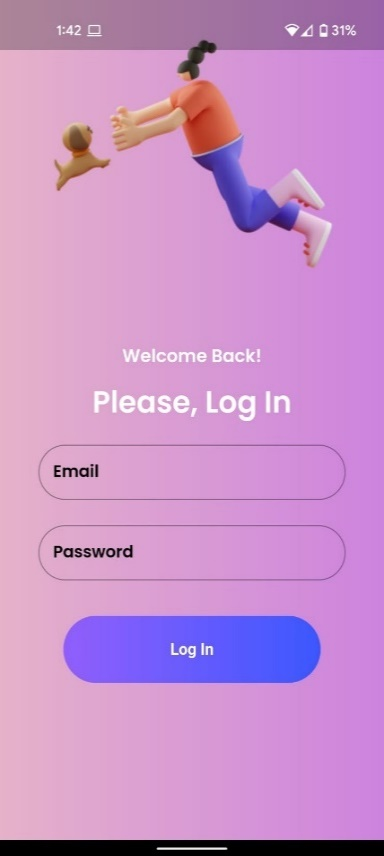 1:42
31%
Welcome Back!
Please, Log In
Email
Password
Log In